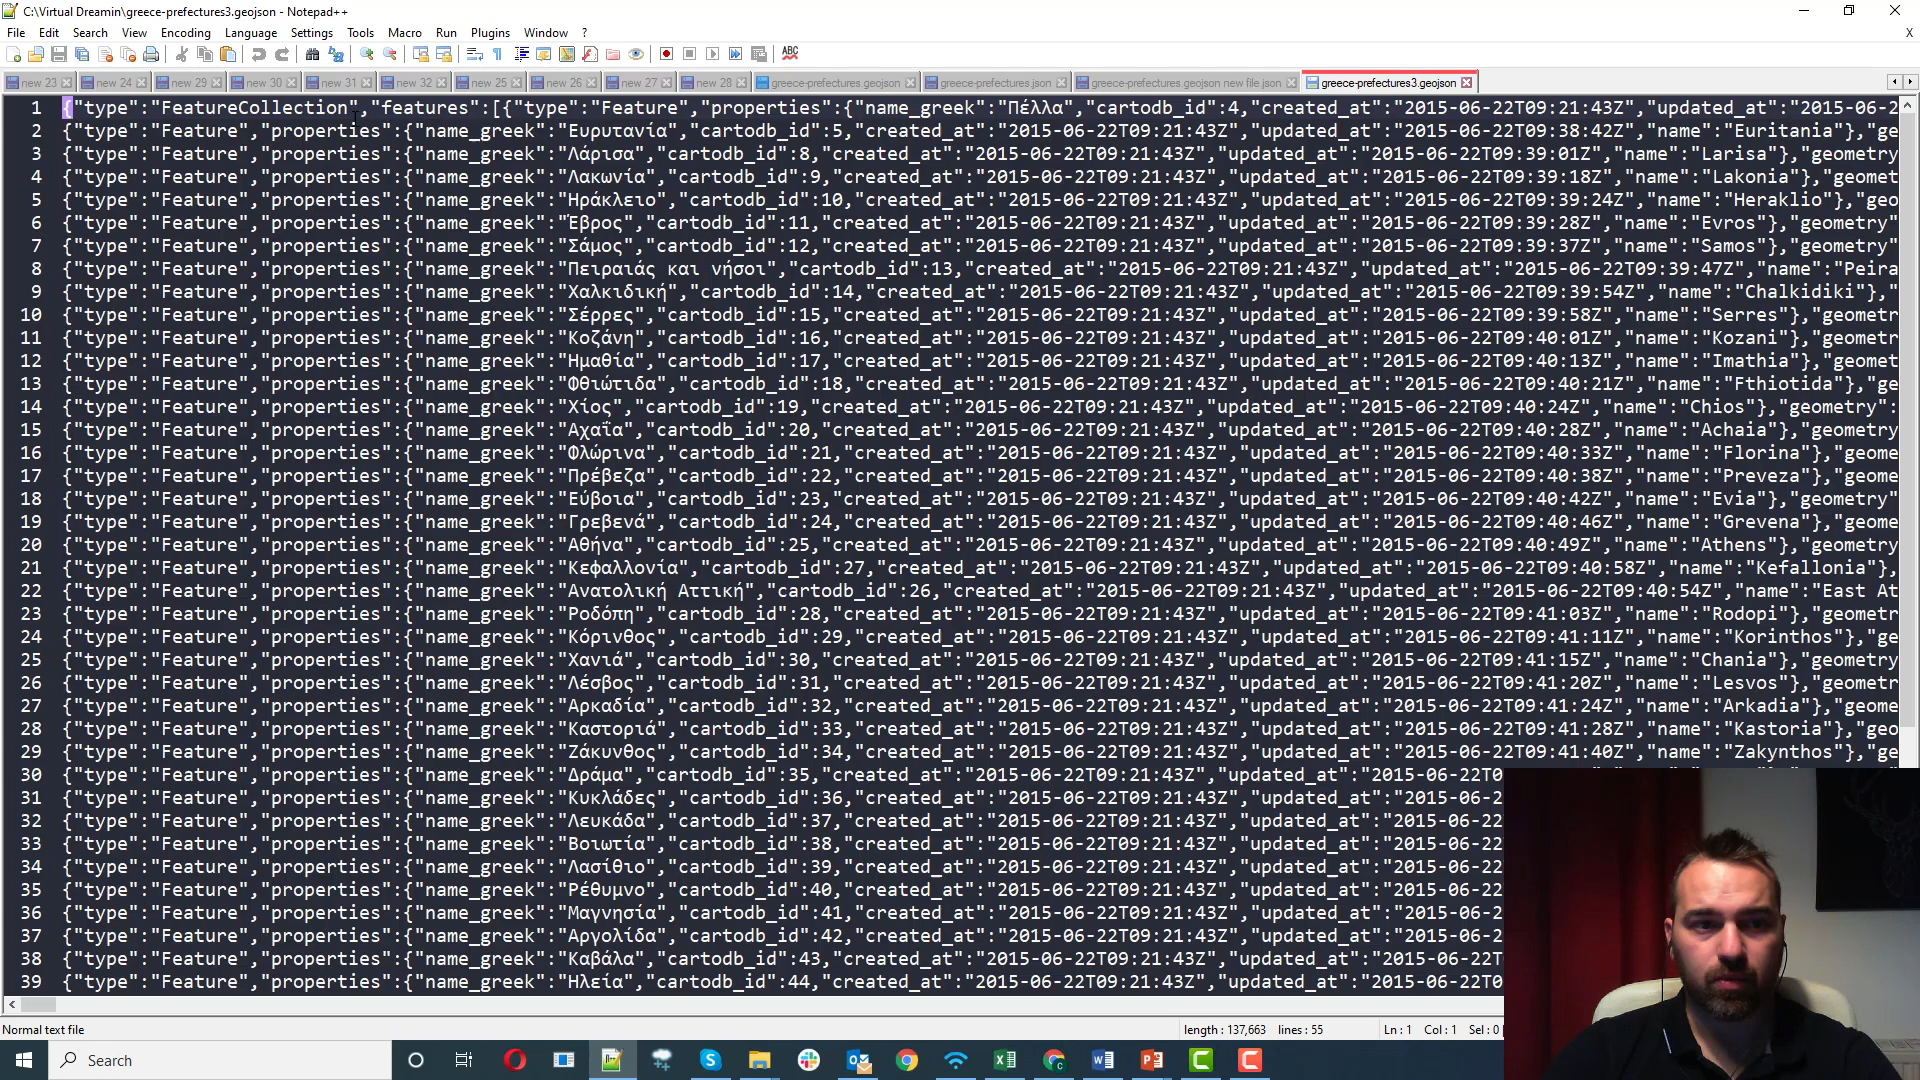 C:\Virtual Dreamin\greece-prefectures3.geojson - Notepad++
File Edit Search View Encoding Language Settings Tools Macro Run Plugins Window ? X
ABC
new 23 new 24 new 29 new 30 new 31 new 32 new 25 new 26 new 27 new 28 greece-prefectures.geojson greece-prefectures.json greece-prefectures.geojson new file.json greece-prefectures3.geojson
1 {"type":"FeatureCollection","features":[{"type":"Feature","properties":{"name_greek":"Πέλλα","cartodb_id":4,"created_at":"2015-06-22T09:21:43Z","updated_at":"2015-06-2
2 {"type":"Feature","properties":{"name_greek":"Ευρυτανία","cartodb_id":5,"created_at":"2015-06-22T09:21:43Z","updated_at":"2015-06-22T09:38:42Z","name":"Euritania"},"ge
3 {"type":"Feature","properties":{"name_greek":"Λάρισα","cartodb_id":8,"created_at":"2015-06-22T09:21:43Z","updated_at":"2015-06-22T09:39:01Z","name":"Larisa"},"geometry
4 {"type":"Feature","properties":{"name_greek":"Λακωνία","cartodb_id":9,"created_at":"2015-06-22T09:21:43Z","updated_at":"2015-06-22T09:39:18Z","name":"Lakonia"},"geomet
5 {"type":"Feature","properties":{"name_greek":"Ηράκλειο","cartodb_id":10,"created_at":"2015-06-22T09:21:43Z","updated_at":"2015-06-22T09:39:24Z","name":"Heraklio"},"geo
6 {"type":"Feature","properties":{"name_greek":"Έβρος","cartodb_id":11,"created_at":"2015-06-22T09:21:43Z","updated_at":"2015-06-22T09:39:28Z","name":"Evros"},"geometry"
7 {"type":"Feature","properties":{"name_greek":"Σάμος","cartodb_id":12,"created_at":"2015-06-22T09:21:43Z","updated_at":"2015-06-22T09:39:37Z","name":"Samos"},"geometry"
8 {"type":"Feature","properties":{"name_greek":"Πειραιάς και νήσοι","cartodb_id":13,"created_at":"2015-06-22T09:21:43Z","updated_at":"2015-06-22T09:39:47Z","name":"Peira
9 {"type":"Feature","properties":{"name_greek":"Χαλκιδική","cartodb_id":14,"created_at":"2015-06-22T09:21:43Z","updated_at":"2015-06-22T09:39:54Z","name":"Chalkidiki"},"
10 {"type":"Feature","properties":{"name_greek":"Σέρρες","cartodb_id":15,"created_at":"2015-06-22T09:21:43Z","updated_at":"2015-06-22T09:39:58Z","name":"Serres"},"geometr
11 {"type":"Feature","properties":{"name_greek":"Κοζάνη","cartodb_id":16,"created_at":"2015-06-22T09:21:43Z","updated_at":"2015-06-22T09:40:01Z","name":"Kozani"},"geometr
12 {"type":"Feature","properties":{"name_greek":"Ημαθία","cartodb_id":17,"created_at":"2015-06-22T09:21:43Z","updated_at":"2015-06-22T09:40:13Z","name":"Imathia"},"geomet
13 {"type":"Feature","properties":{"name_greek":"Φθιώτιδα","cartodb_id":18,"created_at":"2015-06-22T09:21:43Z","updated_at":"2015-06-22T09:40:21Z","name":"Fthiotida"},"ge
14 {"type":"Feature","properties":{"name_greek":"Χίος","cartodb_id":19,"created_at":"2015-06-22T09:21:43Z","updated_at":"2015-06-22T09:40:24Z","name":"Chios"},"geometry":
15 {"type":"Feature","properties":{"name_greek":"Αχαΐα","cartodb_id":20,"created_at":"2015-06-22T09:21:43Z","updated_at":"2015-06-22T09:40:28Z","name":"Achaia"},"geometry
16 {"type":"Feature","properties":{"name_greek":"Φλώρινα","cartodb_id":21,"created_at":"2015-06-22T09:21:43Z","updated_at":"2015-06-22T09:40:33Z","name":"Florina"},"geome
17 {"type":"Feature","properties":{"name_greek":"Πρέβεζα","cartodb_id":22,"created_at":"2015-06-22T09:21:43Z","updated_at":"2015-06-22T09:40:38Z","name":"Preveza"},"geome
18 {"type":"Feature","properties":{"name_greek":"Εύβοια","cartodb_id":23,"created_at":"2015-06-22T09:21:43Z","updated_at":"2015-06-22T09:40:42Z","name":"Evia"},"geometry"
19 {"type":"Feature","properties":{"name_greek":"Γρεβενά","cartodb_id":24,"created_at":"2015-06-22T09:21:43Z","updated_at":"2015-06-22T09:40:46Z","name":"Grevena"},"geome
20 {"type":"Feature","properties":{"name_greek":"Αθήνα","cartodb_id":25,"created_at":"2015-06-22T09:21:43Z","updated_at":"2015-06-22T09:40:49Z","name":"Athens"},"geometry
21 {"type":"Feature","properties":{"name_greek":"Κεφαλλονία","cartodb_id":27,"created_at":"2015-06-22T09:21:43Z","updated_at":"2015-06-22T09:40:58Z","name":"Kefallonia"},
22 {"type":"Feature","properties":{"name_greek":"Ανατολική Αττική","cartodb_id":26,"created_at":"2015-06-22T09:21:43Z","updated_at":"2015-06-22T09:40:54Z","name":"East At
23 {"type":"Feature","properties":{"name_greek":"Ροδόπη","cartodb_id":28,"created_at":"2015-06-22T09:21:43Z","updated_at":"2015-06-22T09:41:03Z","name":"Rodopi"},"geometr
24 {"type":"Feature","properties":{"name_greek":"Κόρινθος","cartodb_id":29,"created_at":"2015-06-22T09:21:43Z","updated_at":"2015-06-22T09:41:11Z","name":"Korinthos"},"ge
25 {"type":"Feature","properties":{"name_greek":"Χανιά","cartodb_id":30,"created_at":"2015-06-22T09:21:43Z","updated_at":"2015-06-22T09:41:15Z","name":"Chania"},"geometry
26 {"type":"Feature","properties":{"name_greek":"Λέσβος","cartodb_id":31,"created_at":"2015-06-22T09:21:43Z","updated_at":"2015-06-22T09:41:20Z","name":"Lesvos"},"geometr
27 {"type":"Feature","properties":{"name_greek":"Αρκαδία","cartodb_id":32,"created_at":"2015-06-22T09:21:43Z","updated_at":"2015-06-22T09:41:24Z","name":"Arkadia"},"geome
28 {"type":"Feature","properties":{"name_greek":"Καστοριά","cartodb_id":33,"created_at":"2015-06-22T09:21:43Z","updated_at":"2015-06-22T09:41:28Z","name":"Kastoria"},"geo
29 {"type":"Feature","properties":{"name_greek":"Ζάκυνθος","cartodb_id":34,"created_at":"2015-06-22T09:21:43Z","updated_at":"2015-06-22T09:41:40Z","name":"Zakynthos"},"ge
30 {"type":"Feature","properties":{"name_greek":"Δράμα","cartodb_id":35,"created_at":"2015-06-22T09:21:43Z","updated_at":"2015-06-22T0
31 {"type":"Feature","properties":{"name_greek":"Κυκλάδες","cartodb_id":36,"created_at":"2015-06-22T09:21:43Z","updated_at":"2015-06-2
32 {"type":"Feature","properties":{"name_greek":"Λευκάδα","cartodb_id":37,"created_at":"2015-06-22T09:21:43Z","updated_at":"2015-06-22
33 {"type":"Feature","properties":{"name_greek":"Βοιωτία","cartodb_id":38,"created_at":"2015-06-22T09:21:43Z","updated_at":"2015-06-22
34 {"type":"Feature","properties":{"name_greek":"Λασίθιο","cartodb_id":39,"created_at":"2015-06-22T09:21:43Z","updated_at":"2015-06-22
35 {"type":"Feature","properties":{"name_greek":"Ρέθυμνο","cartodb_id":40,"created_at":"2015-06-22T09:21:43Z","updated_at":"2015-06-22
36 {"type":"Feature","properties":{"name_greek":"Μαγνησία","cartodb_id":41,"created_at":"2015-06-22T09:21:43Z","updated_at":"2015-06-2
37 {"type":"Feature","properties":{"name_greek":"Αργολίδα","cartodb_id":42,"created_at":"2015-06-22T09:21:43Z","updated_at":"2015-06-2
38 {"type":"Feature","properties":{"name_greek":"Καβάλα","cartodb_id":43,"created_at":"2015-06-22T09:21:43Z","updated_at":"2015-06-22T
39 {"type":"Feature","properties":{"name_greek":"Ηλεία","cartodb_id":44,"created_at":"2015-06-22T09:21:43Z","updated_at":"2015-06-22T0
Normal text file length : 137,663 lines : 55 Ln : 1 Col : 1 Sel : 0
Search